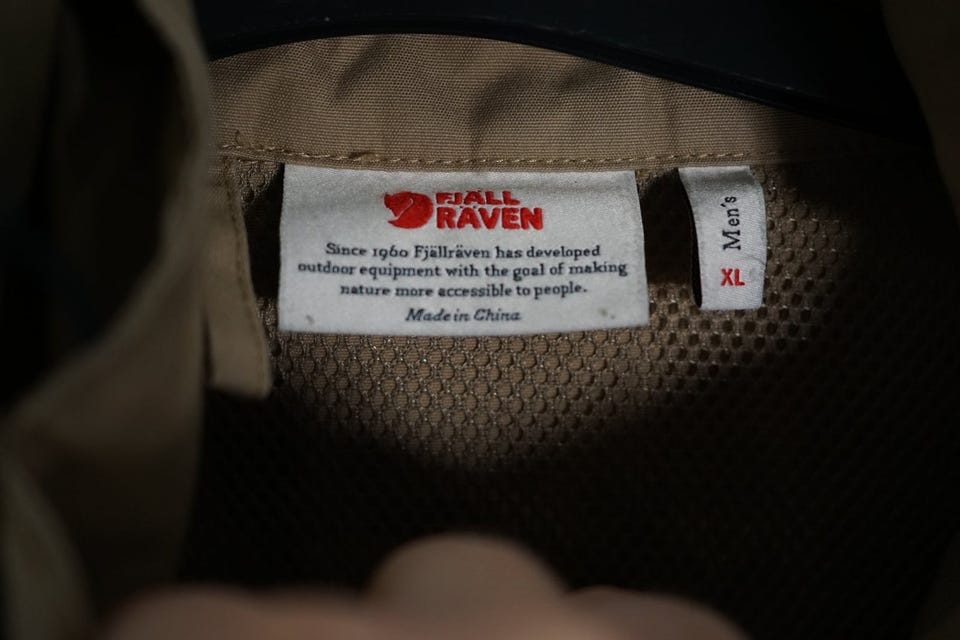 FJÄLL
RÄVEN
Since 1960 Fjällräven has developed
outdoor equipment with the goal of making
nature more accessible to people.
Made in China
Men's
XL